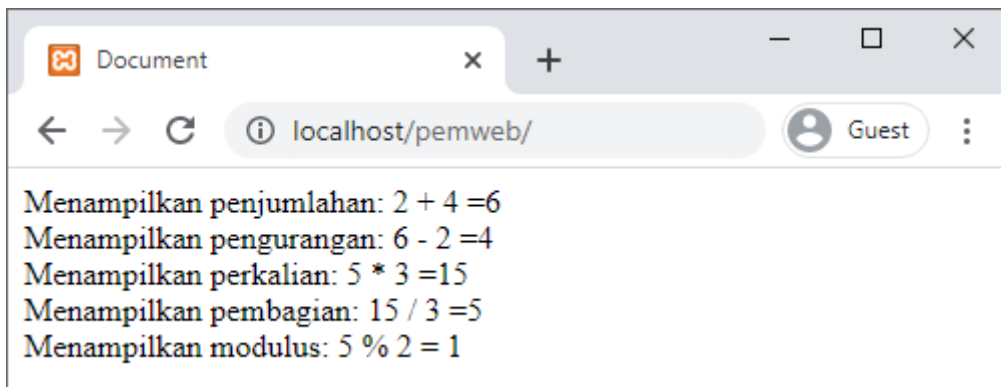 Document
localhost/pemweb/
Guest
Menampilkan penjumlahan: 2 + 4 =6
Menampilkan pengurangan: 6 - 2 =4
Menampilkan perkalian: 5 * 3 =15
Menampilkan pembagian: 15 / 3 =5
Menampilkan modulus: 5 % 2 = 1